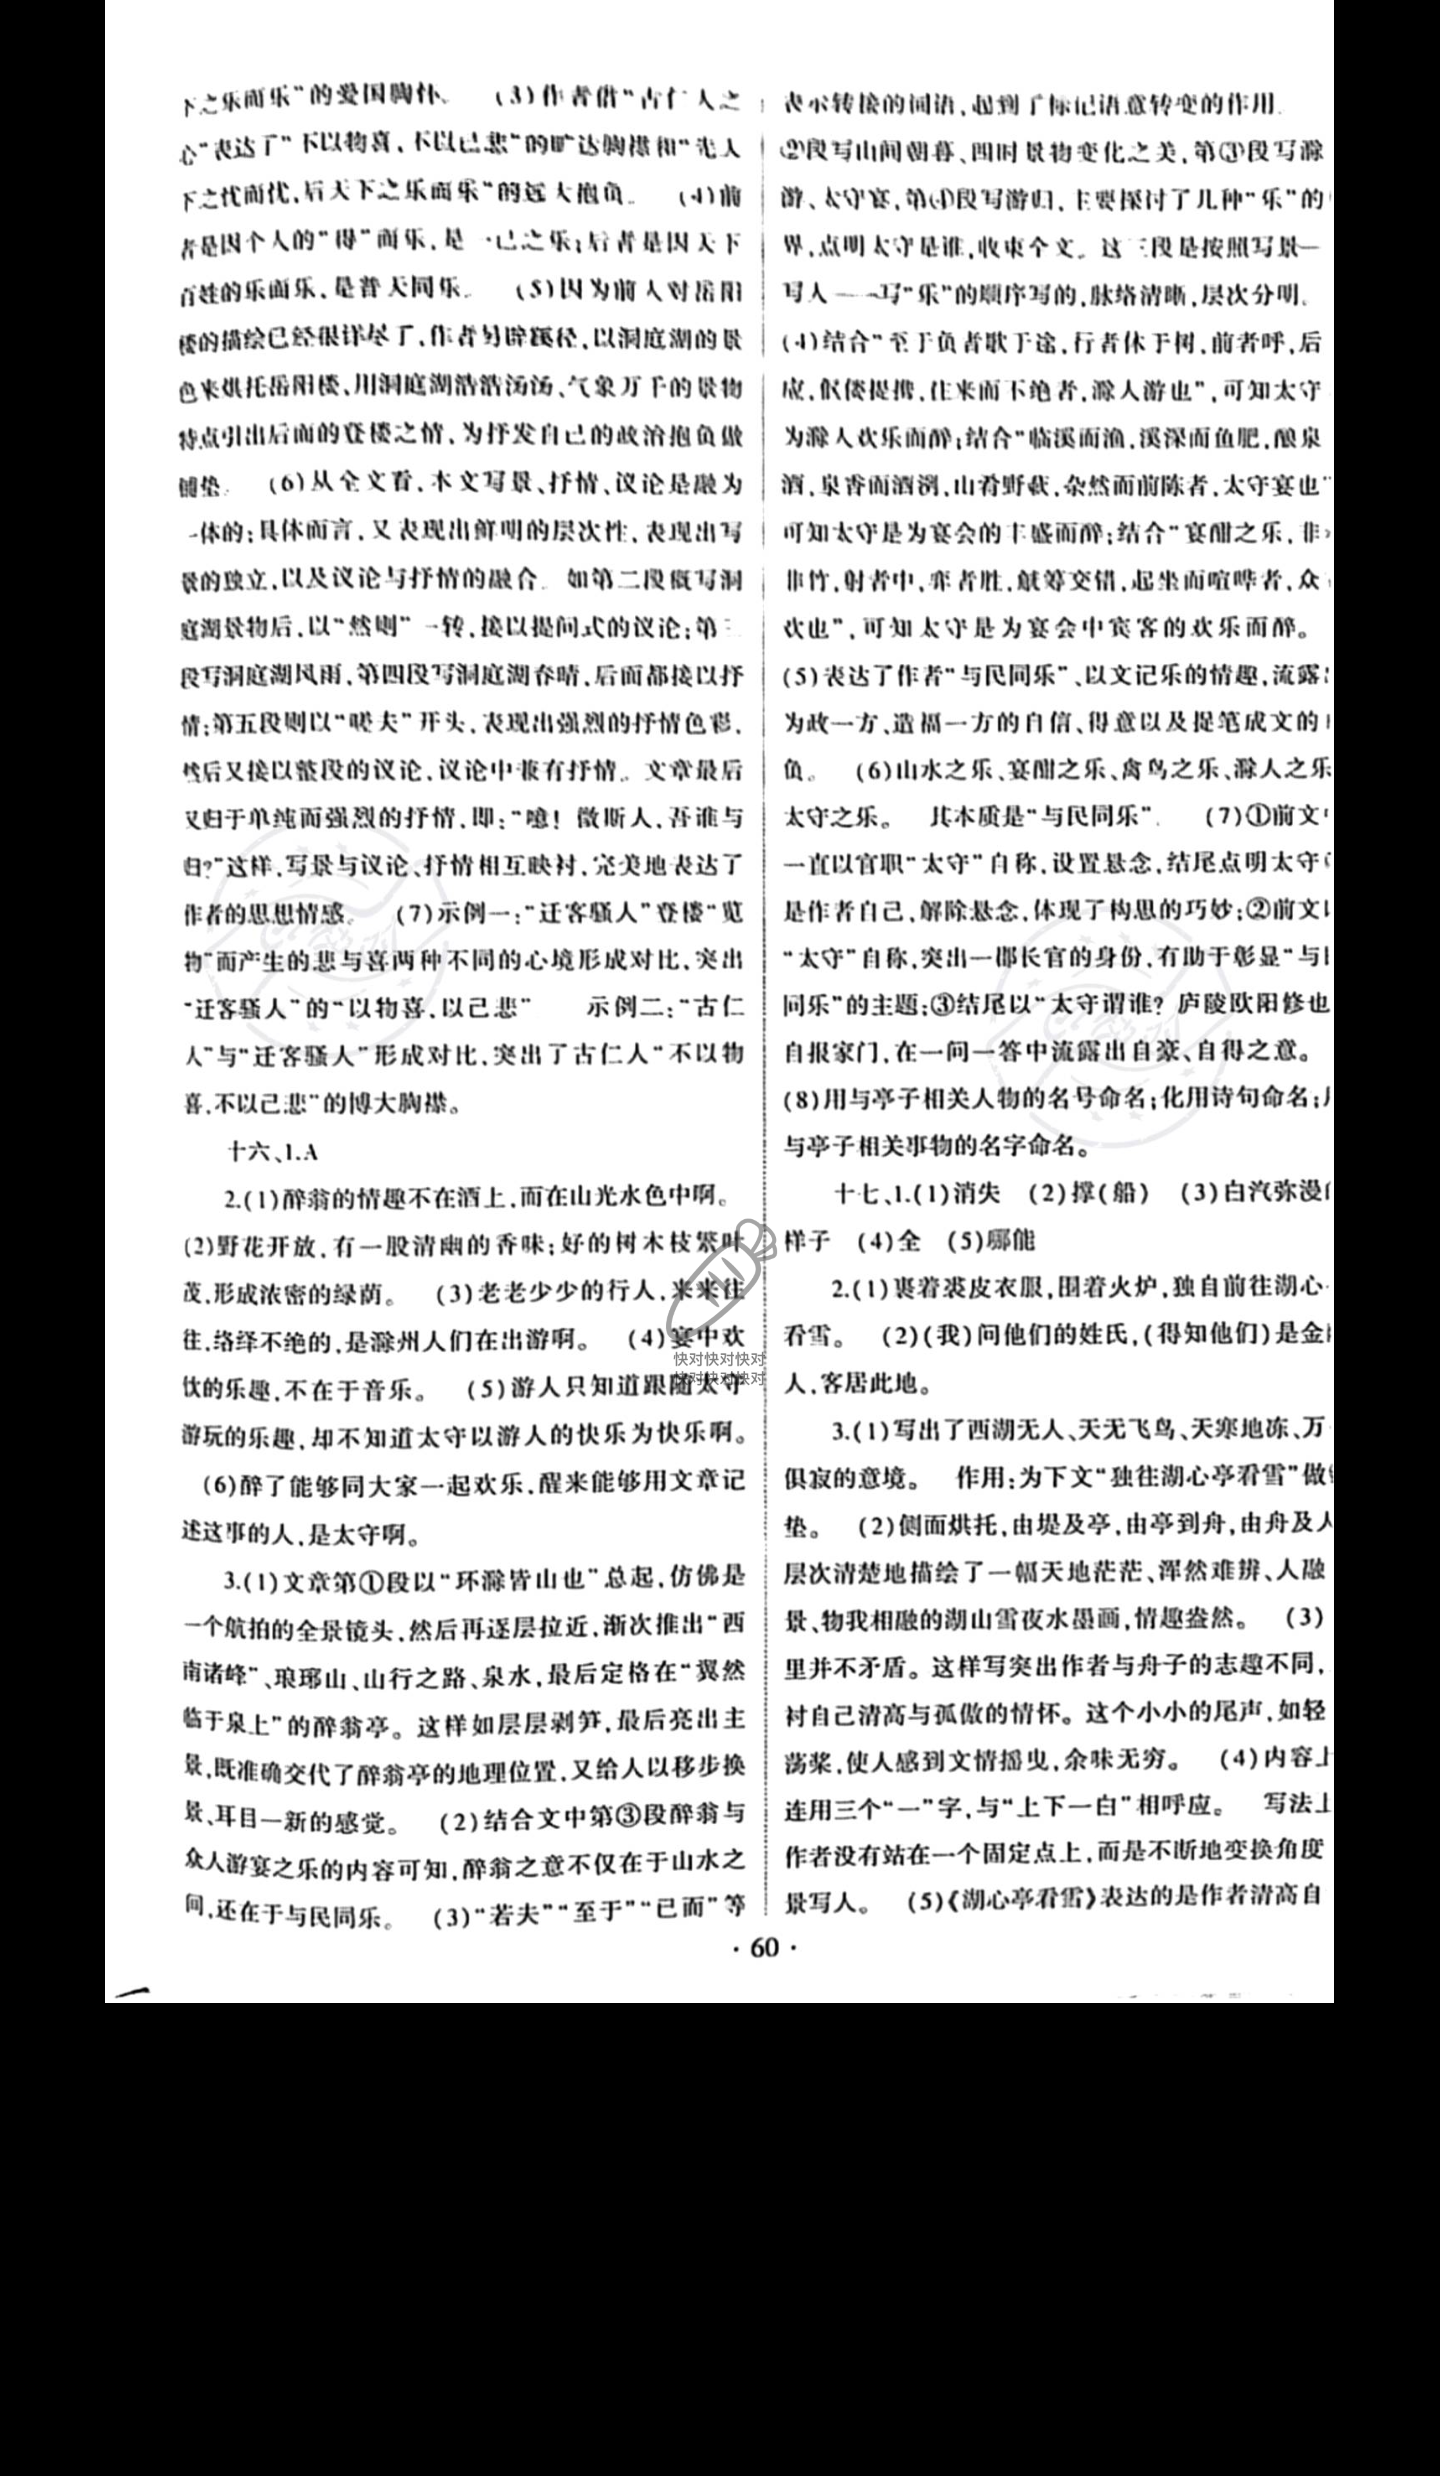 下之乐而乐”的爱国胸怀。 (3)作者借“古仁人之
心”表达了“不以物喜,不以己悲”的旷达胸襟和“先天
下之忧而忧,后天下之乐而乐”的远大抱负。 (4)前
者是因个人的“得”而乐,是一己之乐;后者是因天下
百姓的乐而乐,是普天同乐。 (5)因为前人对岳阳
楼的描绘已经很详尽了,作者另辟蹊径,以洞庭湖的景
色来烘托岳阳楼、用洞庭湖浩浩汤汤、气象万千的景物
特点引出后面的登楼之情,为抒发自己的政治抱负做
铺垫。 (6)从全文看,本文写景、抒情、议论是融为
一体的;具体而言,又表现出鲜明的层次性,表现出写
景的独立,以及议论与抒情的融合。如第二段概写洞
庭湖景物后,以“然则”一转,接以提问式的议论;第三
段写洞庭湖风雨,第四段写洞庭湖春晴,后面都接以抒
情;第五段则以“嗟夫”开头,表现出强烈的抒情色彩,
然后又接以整段的议论,议论中兼有抒情。文章最后
又归于单纯而强烈的抒情,即:“噫!微斯人,吾谁与
归?”这样,写景与议论、抒情相互映衬,完美地表达了
作者的思想情感。 (7)示例一:“迁客骚人”登楼“览
物”而产生的悲与喜两种不同的心境形成对比,突出
“迁客骚人”的“以物喜,以己悲” 示例二:“古仁
人”与“迁客骚人”形成对比,突出了古仁人“不以物
喜,不以己悲”的博大胸襟。
十六、1.A
2.(1)醉翁的情趣不在酒上,而在山光水色中啊。
(2)野花开放,有一股清幽的香味;好的树木枝繁叶
茂,形成浓密的绿荫。 (3)老老少少的行人,来来往
往,络绎不绝的,是滁州人们在出游啊。 (4)宴中欢
饮的乐趣,不在于音乐。 (5)游人只知道跟随太守
游玩的乐趣,却不知道太守以游人的快乐为快乐啊。
(6)醉了能够同大家一起欢乐,醒来能够用文章记
述这事的人,是太守啊。
3.(1)文章第①段以“环滁皆山也”总起,仿佛是
一个航拍的全景镜头,然后再逐层拉近,渐次推出“西
南诸峰”、琅琊山、山行之路、泉水,最后定格在“翼然
临于泉上”的醉翁亭。这样如层层剥笋,最后亮出主
景,既准确交代了醉翁亭的地理位置,又给人以移步换
景、耳目一新的感觉。 (2)结合文中第③段醉翁与
众人游宴之乐的内容可知,醉翁之意不仅在于山水之
间,还在于与民同乐。 (3)“若夫”“至于”“已而”等
表示转接的词语,起到了标记语意转变的作用。
②段写山间朝暮、四时景物变化之美,第③段写滁
游、太守宴,第④段写游归,主要探讨了几种“乐”的
界,点明太守是谁,收束全文。这三段是按照写景—
写人——写“乐”的顺序写的,脉络清晰,层次分明。
(4)结合“至于负者歌于途,行者休于树,前者呼,后
应,伛偻提携,往来而不绝者,滁人游也”,可知太守
为滁人欢乐而醉;结合“临溪而渔,溪深而鱼肥,酿泉
酒,泉香而酒洌,山肴野蔌,杂然而前陈者,太守宴也”
可知太守是为宴会的丰盛而醉;结合“宴酣之乐,非
非竹,射者中,弈者胜,觥筹交错,起坐而喧哗者,众
欢也”,可知太守是为宴会中宾客的欢乐而醉。
(5)表达了作者“与民同乐”、以文记乐的情趣,流露
为政一方、造福一方的自信、得意以及提笔成文的
负。 (6)山水之乐、宴酣之乐、禽鸟之乐、滁人之乐
太守之乐。 其本质是“与民同乐”。 (7)①前文
一直以官职“太守”自称,设置悬念,结尾点明太守
是作者自己,解除悬念,体现了构思的巧妙;②前文
“太守”自称,突出一郡长官的身份,有助于彰显“与
同乐”的主题;③结尾以“太守谓谁?庐陵欧阳修也
自报家门,在一问一答中流露出自豪、自得之意。
(8)用与亭子相关人物的名号命名;化用诗句命名;
与亭子相关事物的名字命名。
十七、1.(1)消失 (2)撑(船) (3)白汽弥漫
样子 (4)全 (5)哪能
2.(1)裹着裘皮衣服,围着火炉,独自前往湖心
看雪。 (2)(我)问他们的姓氏,(得知他们)是金
人,客居此地。
3.(1)写出了西湖无人、天无飞鸟、天寒地冻、万
俱寂的意境。 作用:为下文“独往湖心亭看雪”做
垫。 (2)侧面烘托,由堤及亭,由亭到舟,由舟及人
层次清楚地描绘了一幅天地茫茫、浑然难辨、人融
景、物我相融的湖山雪夜水墨画,情趣盎然。 (3)
里并不矛盾。这样写突出作者与舟子的志趣不同,
衬自己清高与孤傲的情怀。这个小小的尾声,如轻
荡桨,使人感到文情摇曳,余味无穷。 (4)内容上
连用三个“一”字,与“上下一白”相呼应。 写法上
作者没有站在一个固定点上,而是不断地变换角度
景写人。 (5)《湖心亭看雪》表达的是作者清高自
快对快对快对
快对快对快对
· 60 ·